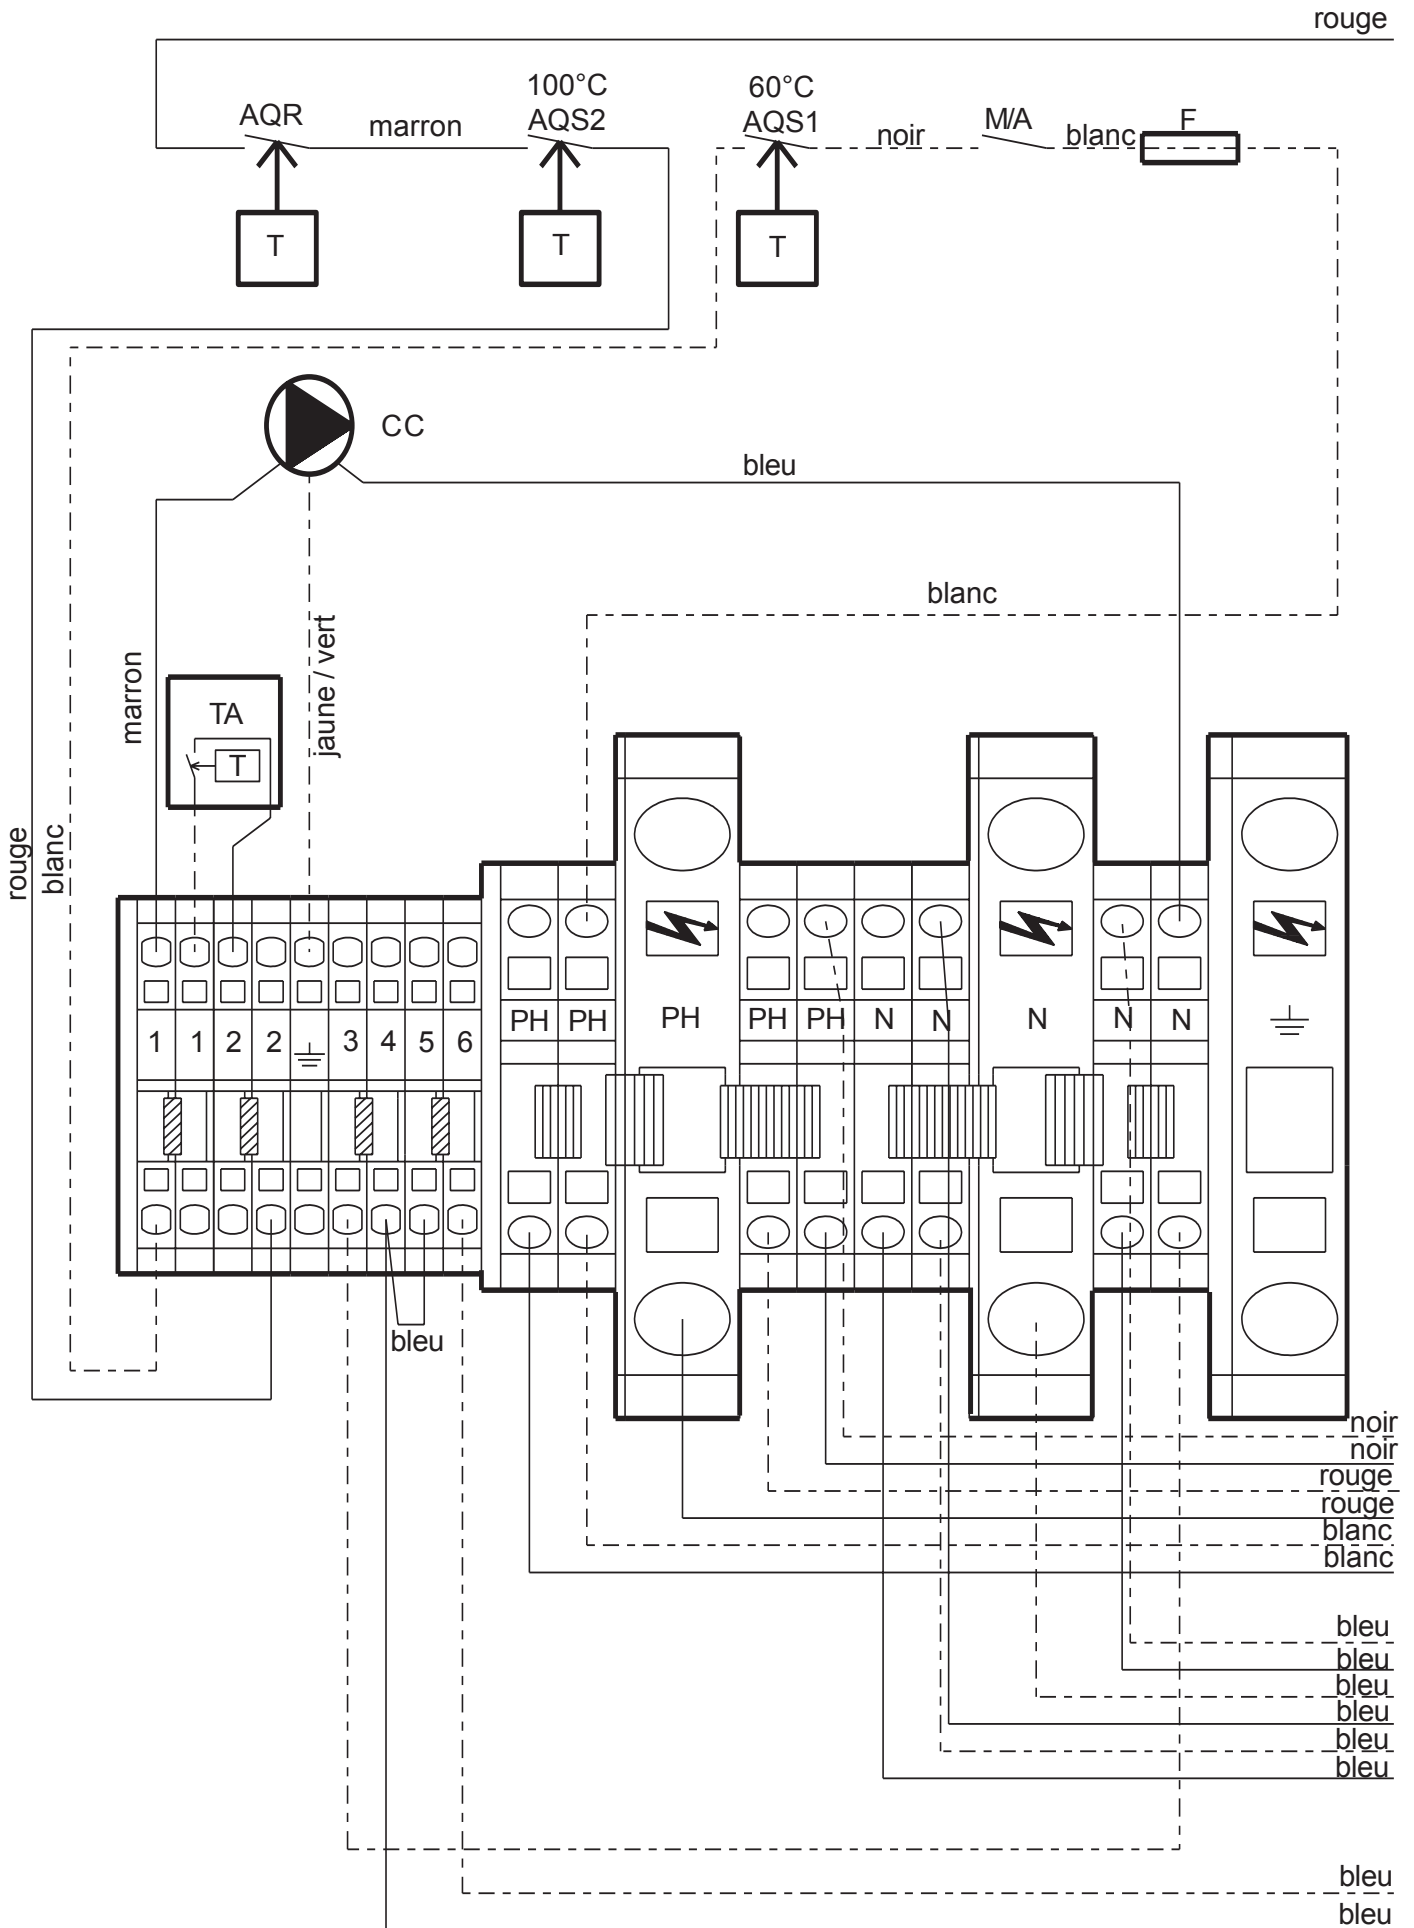 rouge
100°C
60°C
AQR
marron
AQS2
AQS1
noir
M/A
blanc
F
T
T
T
CC
bleu
blanc
marron
jaune / vert
TA
T
rouge
blanc
1 1 2 2 3 4 5 6
PH PH PH PH PH N N N N N
bleu
noir
noir
rouge
rouge
blanc
blanc
bleu
bleu
bleu
bleu
bleu
bleu
bleu
bleu